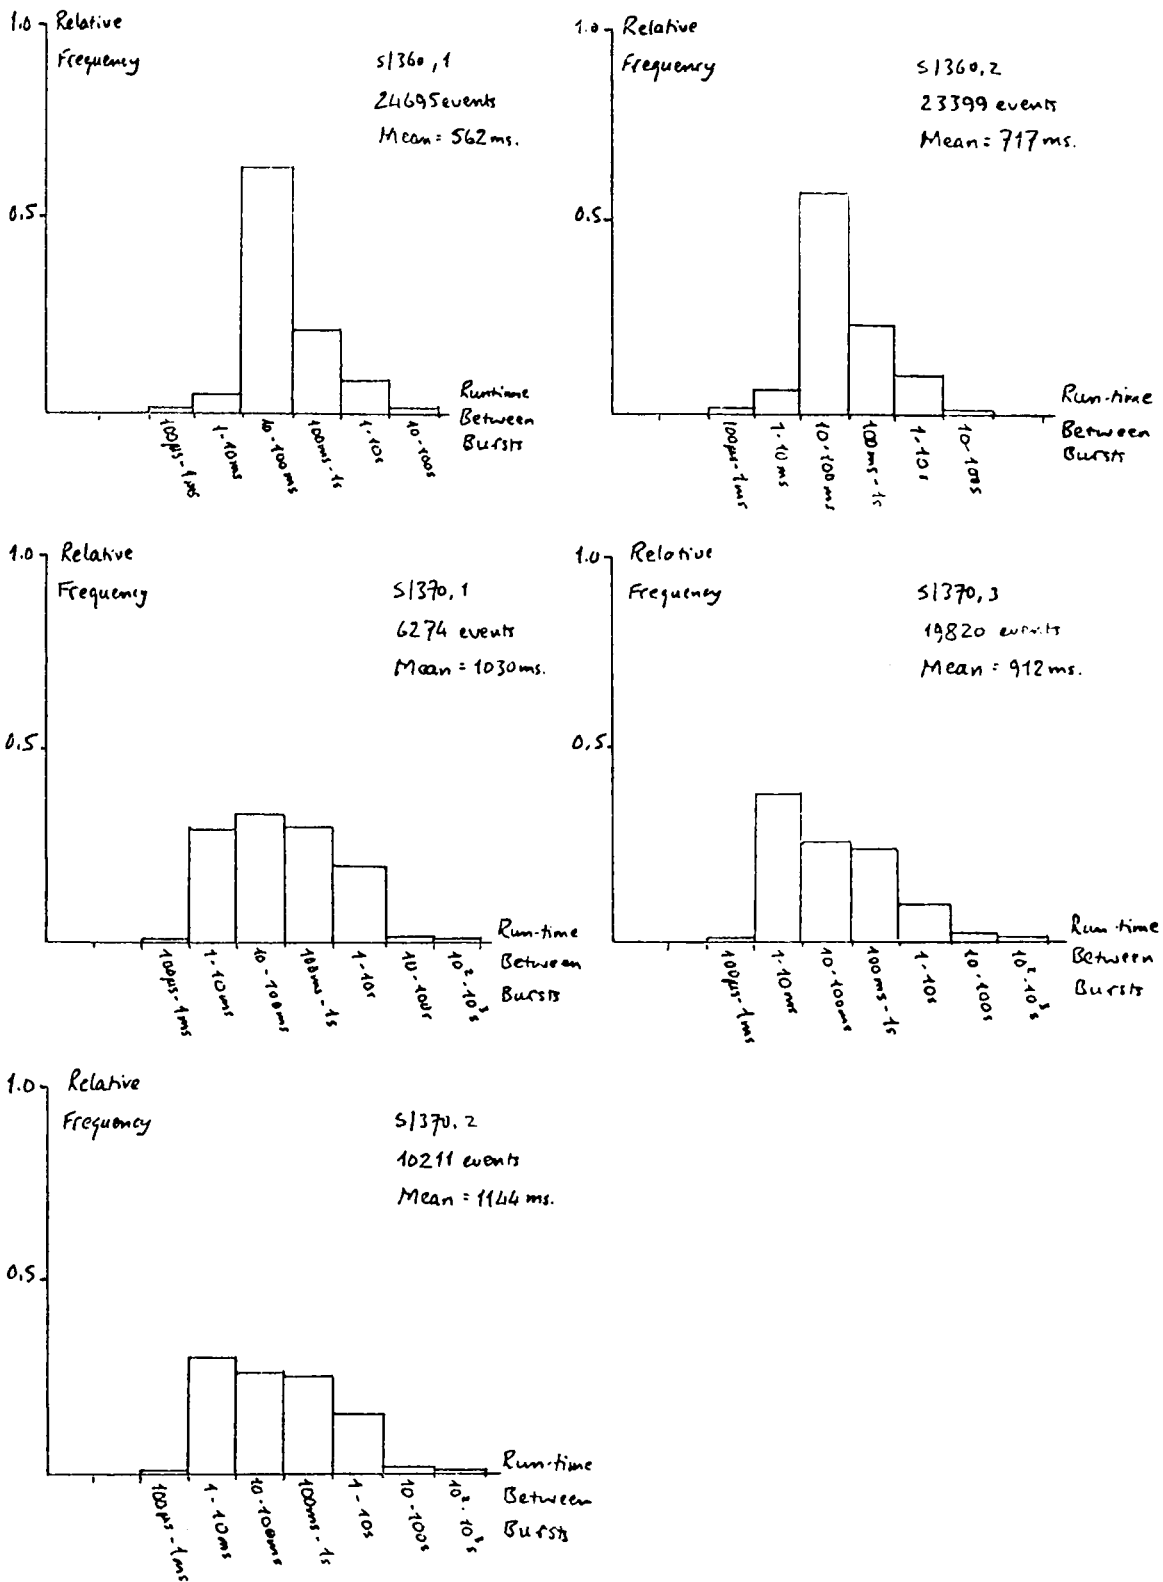 1.0 Relative
Frequency
S/360, 1
24695 events
Mean = 562 ms.
0.5
Runtime
Between
Bursts
100μs-1ms
1-10ms
10-100ms
100ms-1s
1-10s
10-100s
1.0 Relative
Frequency
S/360, 2
23399 events
Mean = 717 ms.
0.5
Run-time
Between
Bursts
100μs-1ms
1-10ms
10-100ms
100ms-1s
1-10s
10-100s
1.0 Relative
Frequency
S/370, 1
6274 events
Mean = 1030 ms.
0.5
Run-time
Between
Bursts
100μs-1ms
1-10ms
10-100ms
100ms-1s
1-10s
10-100s
10²-10³s
1.0 Relative
Frequency
S/370, 3
19820 events
Mean = 912 ms.
0.5
Run-time
Between
Bursts
100μs-1ms
1-10ms
10-100ms
100ms-1s
1-10s
10-100s
10²-10³s
1.0 Relative
Frequency
S/370, 2
10211 events
Mean = 1144 ms.
0.5
Run-time
Between
Bursts
100μs-1ms
1-10ms
10-100ms
100ms-1s
1-10s
10-100s
10²-10³s